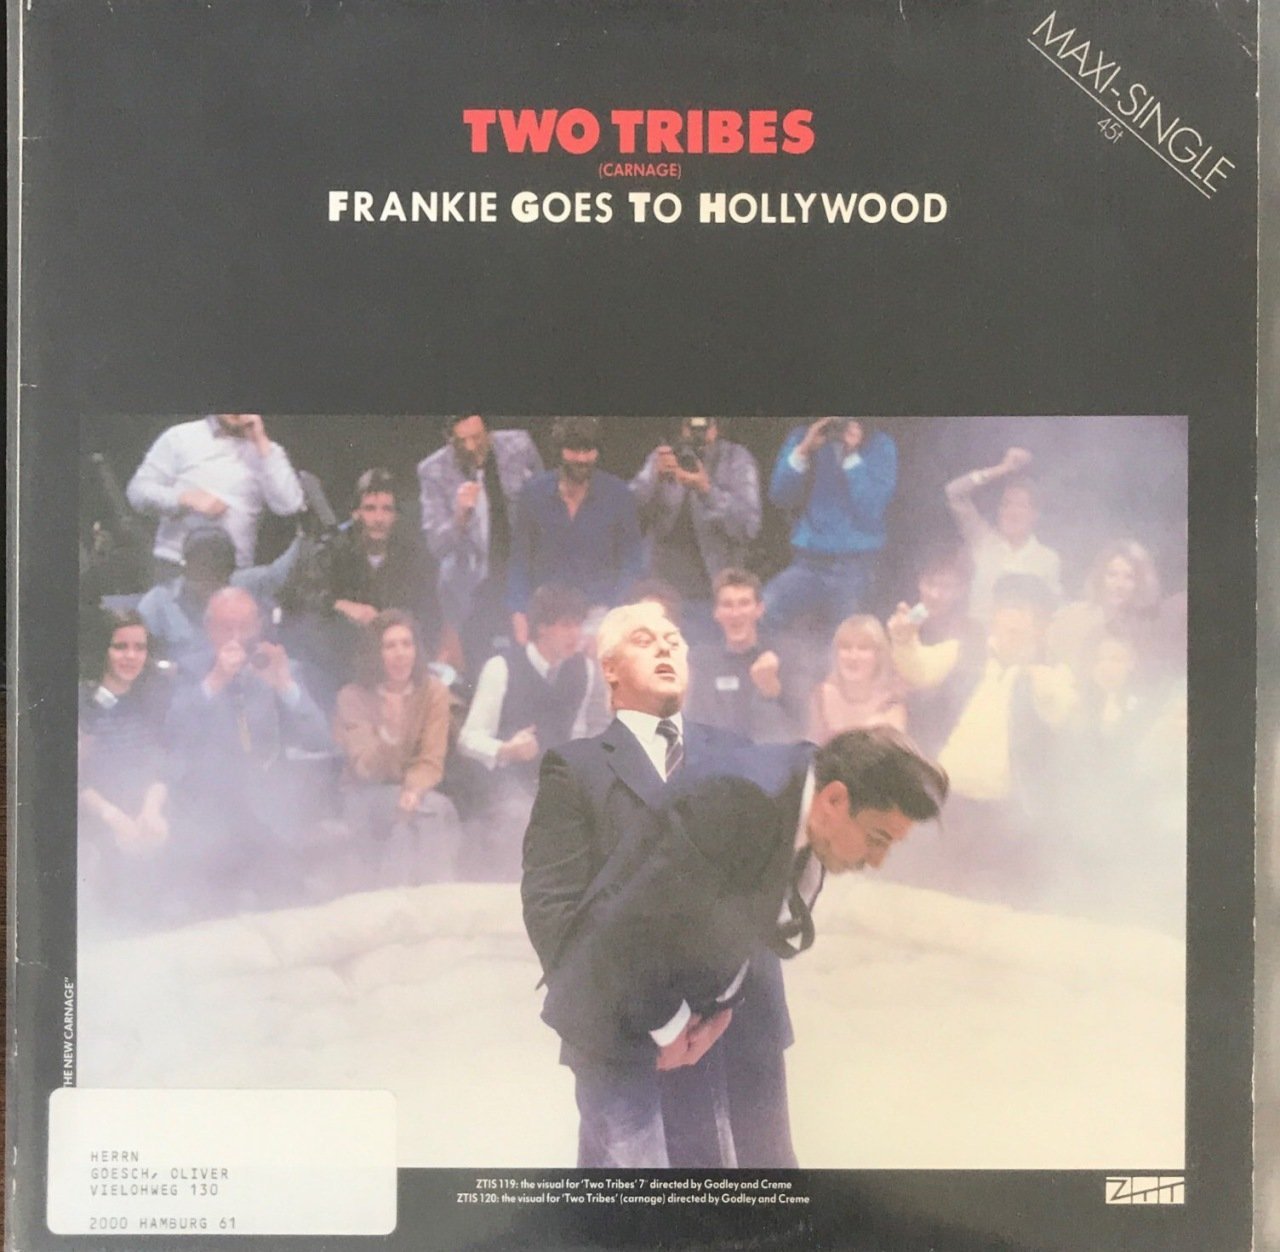 MAXI-SINGLE
45t
TWO TRIBES
(CARNAGE)
FRANKIE GOES TO HOLLYWOOD
NEW CARNAGE"
HERRN
GOESCH, OLIVER
VIELOHWEG 130
2000 HAMBURG 61
ZTIS 119: the visual for 'Two Tribes' 7" directed by Godley and Creme
ZTIS 120: the visual for 'Two Tribes' (carnage) directed by Godley and Creme
ZTT